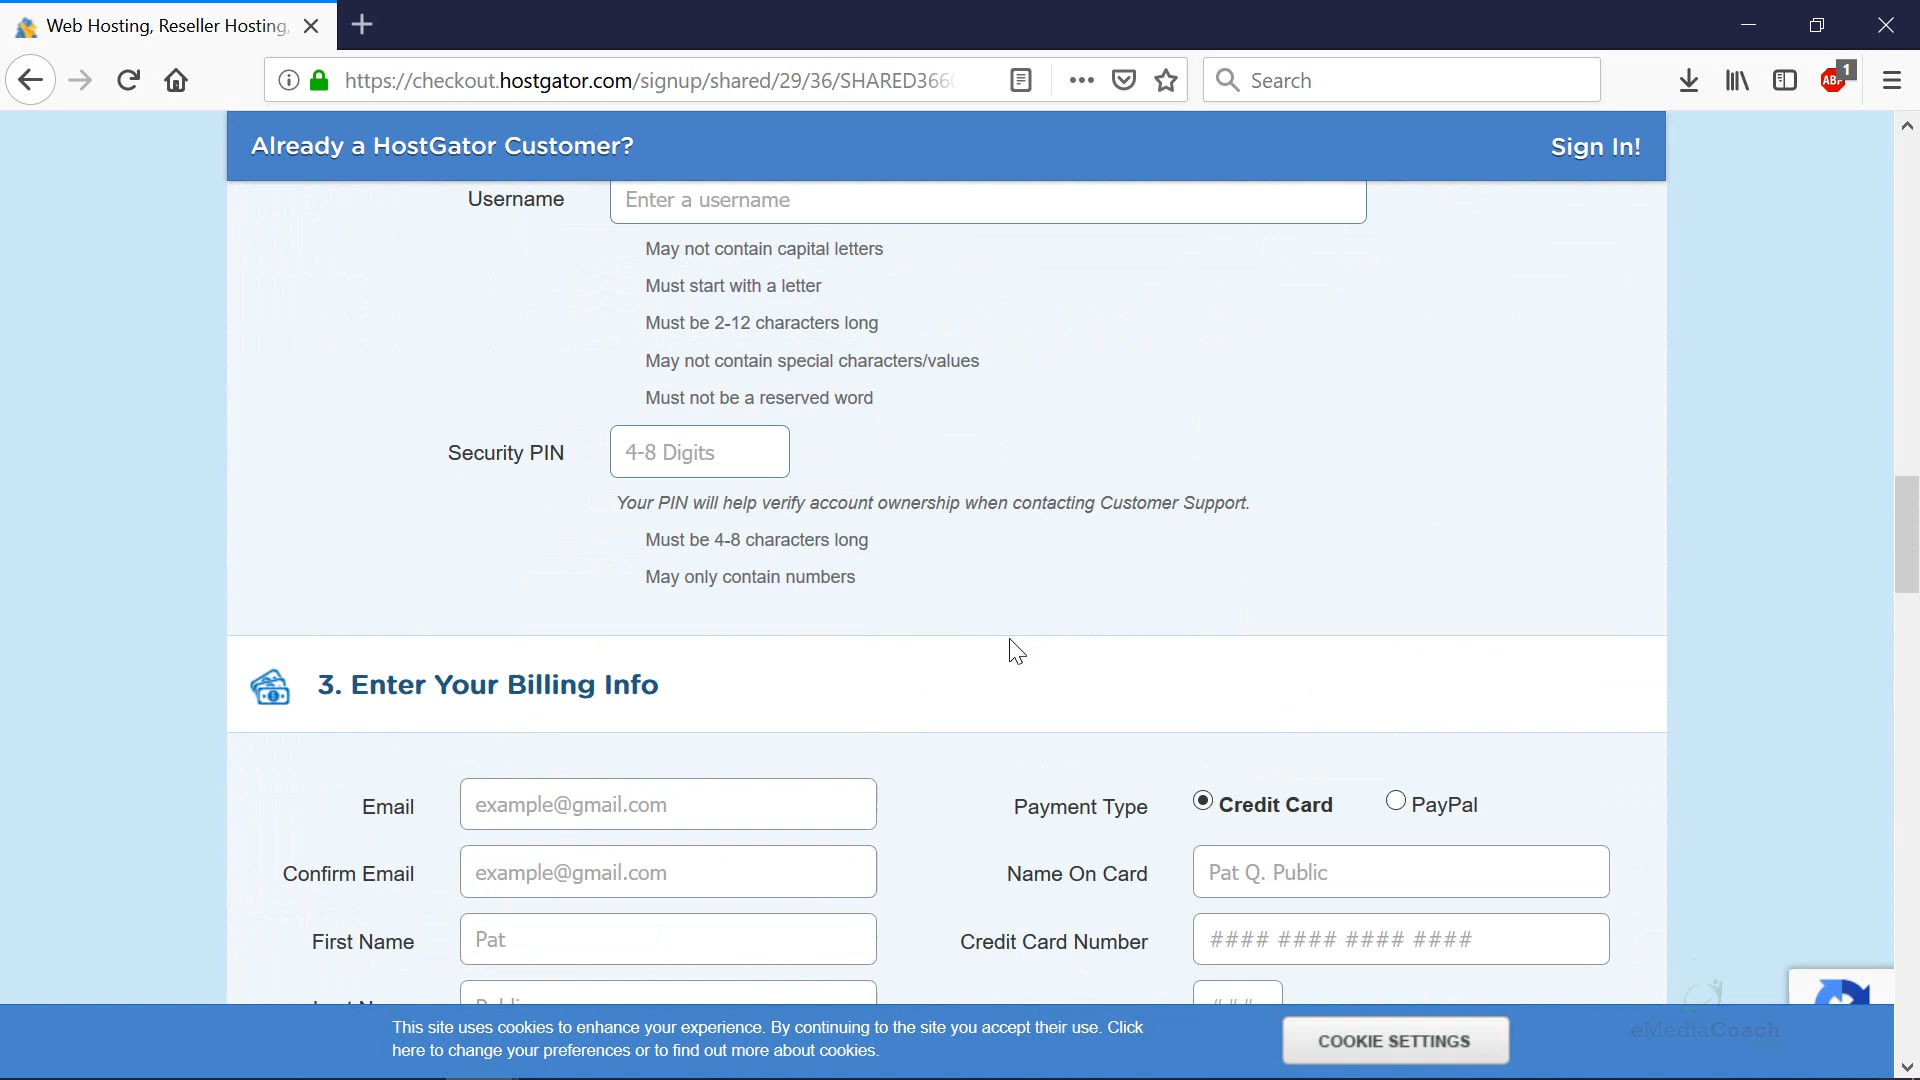 Web Hosting, Reseller Hosting,
https://checkout.hostgator.com/signup/shared/29/36/SHARED366
Search
ABP
1
Already a HostGator Customer?
Sign In!
Username
Enter a username
May not contain capital letters
Must start with a letter
Must be 2-12 characters long
May not contain special characters/values
Must not be a reserved word
Security PIN
4-8 Digits
Your PIN will help verify account ownership when contacting Customer Support.
Must be 4-8 characters long
May only contain numbers
3. Enter Your Billing Info
Email
example@gmail.com
Payment Type
Credit Card
PayPal
Confirm Email
example@gmail.com
Name On Card
Pat Q. Public
First Name
Pat
Credit Card Number
#### #### #### ####
This site uses cookies to enhance your experience. By continuing to the site you accept their use. Click
here to change your preferences or to find out more about cookies.
COOKIE SETTINGS
eMediaCoach